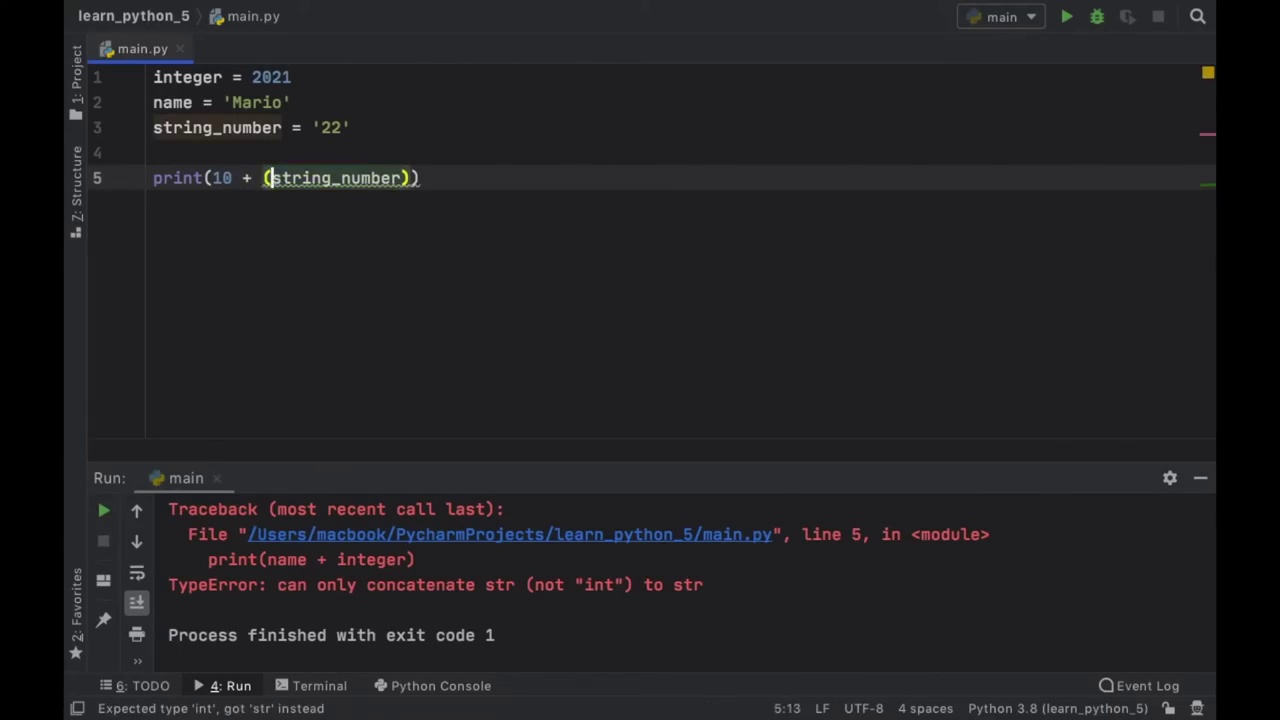 learn_python_5 main.py main
main.py
1: Project
7: Structure
2: Favorites
1 integer = 2021
2 name = 'Mario'
3 string_number = '22'
4
5 print(10 + (string_number))
Run: main
Traceback (most recent call last):
File "/Users/macbook/PycharmProjects/learn_python_5/main.py", line 5, in <module>
print(name + integer)
TypeError: can only concatenate str (not "int") to str
Process finished with exit code 1
6: TODO 4: Run Terminal Python Console Event Log
Expected type 'int', got 'str' instead 5:13 LF UTF-8 4 spaces Python 3.8 (learn_python_5)